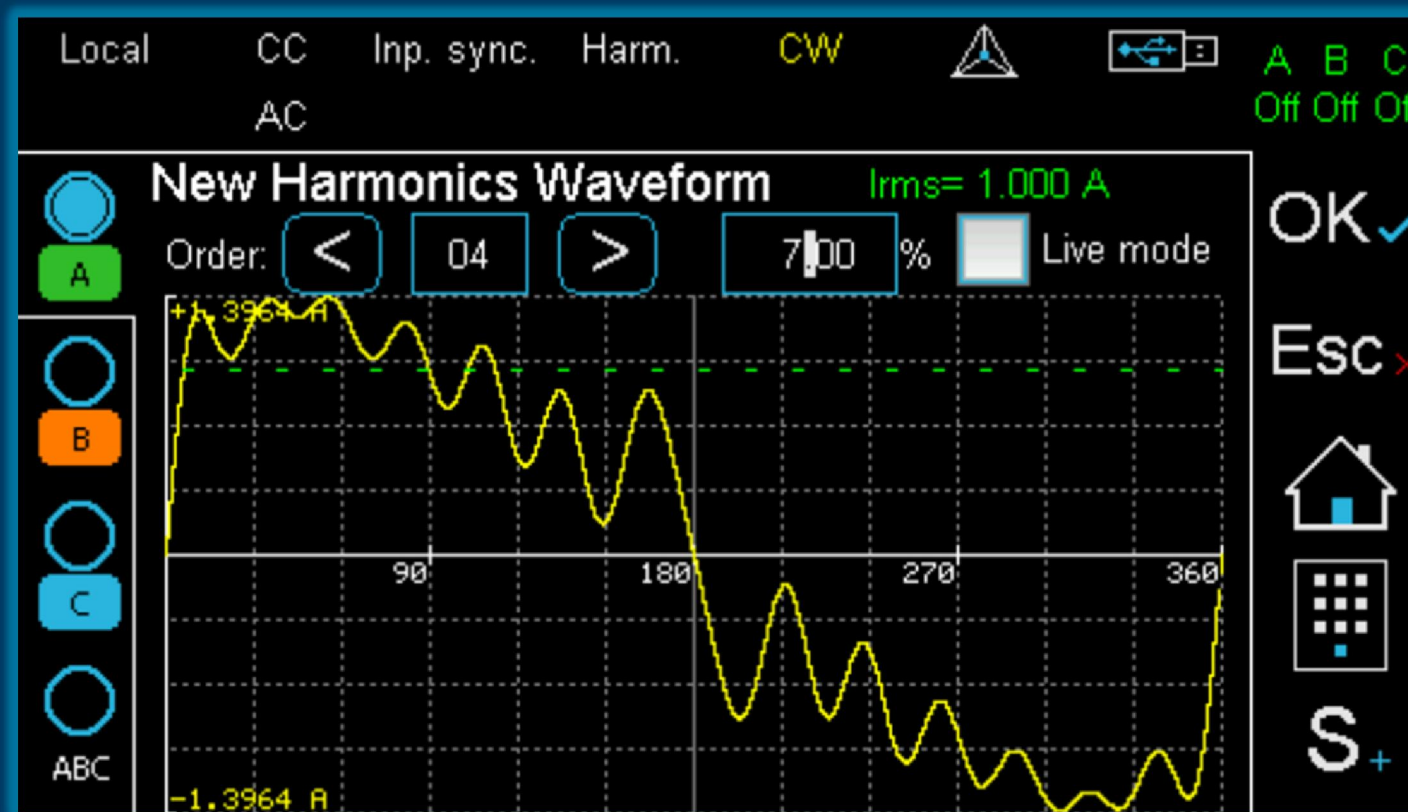 Local CC Inp. sync. Harm. CW
AC
A B C
Off Off Of
New Harmonics Waveform Irms= 1.000 A
OK
Order: < 04 > 7.00 % Live mode
A
+1.3964 A
Esc
B
90 180 270 360
C
S+
ABC
-1.3964 A